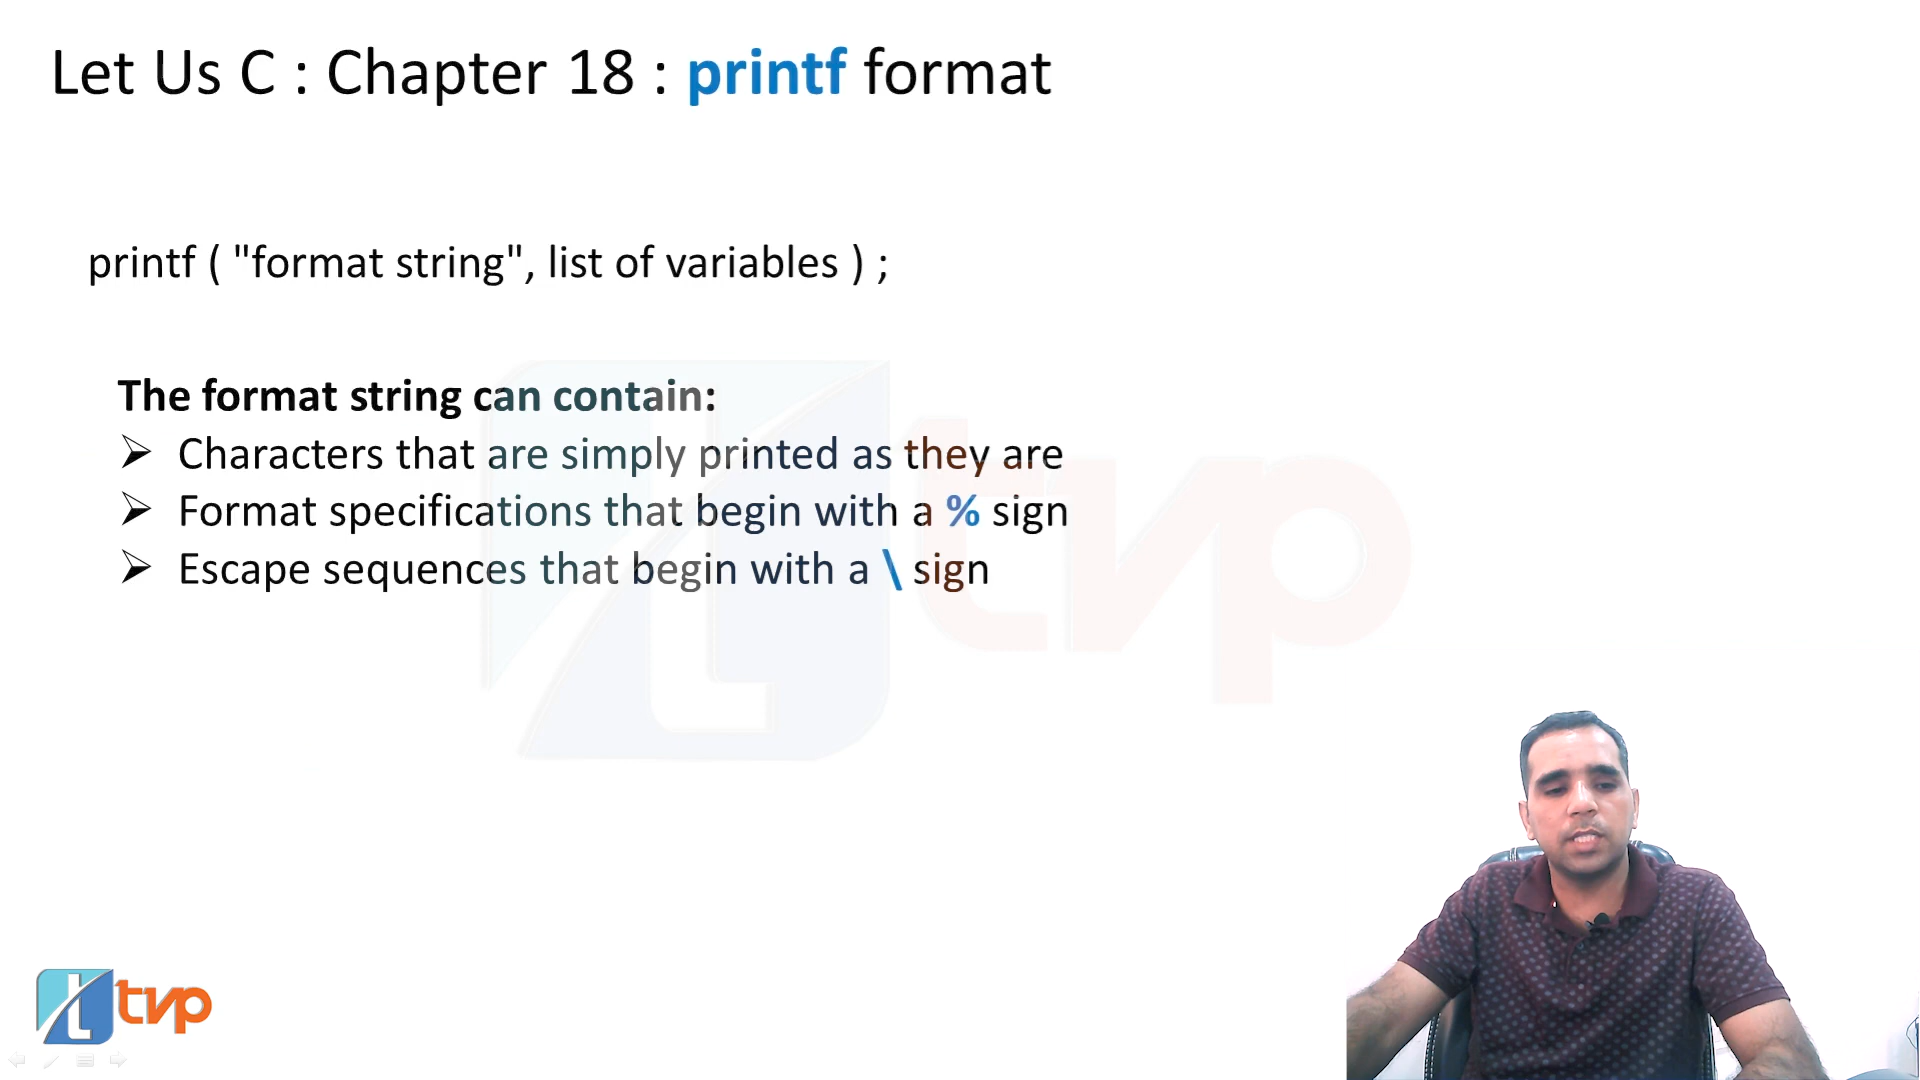 Let Us C : Chapter 18 : printf format
printf ( "format string", list of variables ) ;
The format string can contain:
➢ Characters that are simply printed as they are
➢ Format specifications that begin with a % sign
➢ Escape sequences that begin with a \ sign
tvp
t
tvp